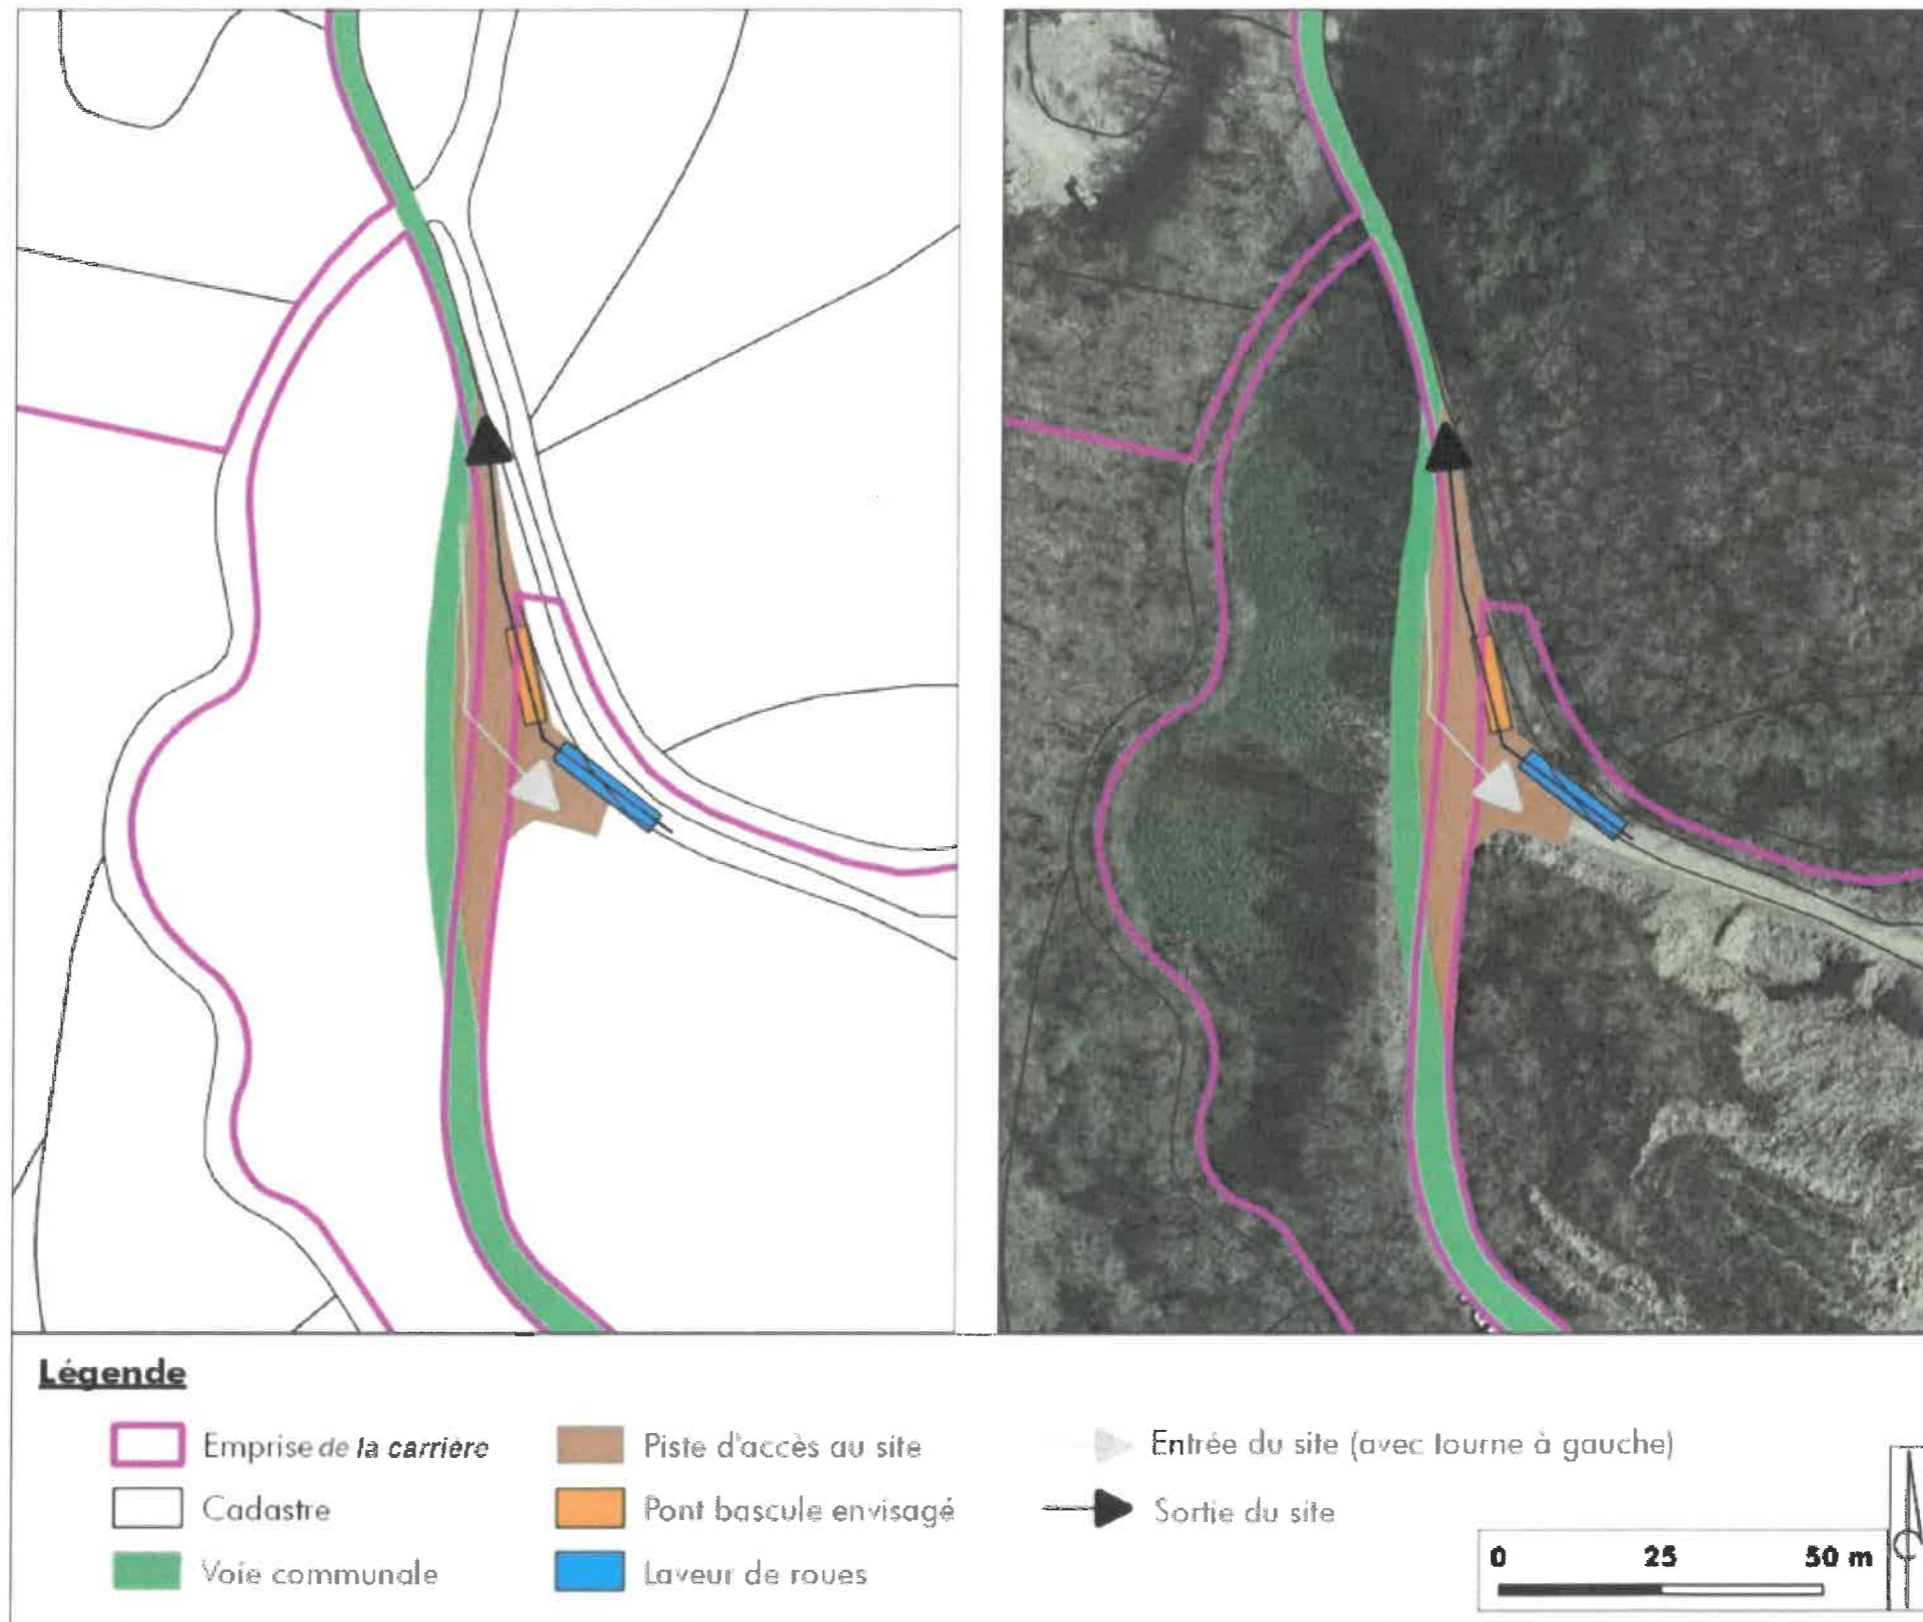 Légende
Emprise de la carrière
Cadastre
Voie communale
Piste d'accès au site
Pont bascule envisagé
Laveur de roues
Entrée du site (avec tourne à gauche)
Sortie du site
0 25 50 m